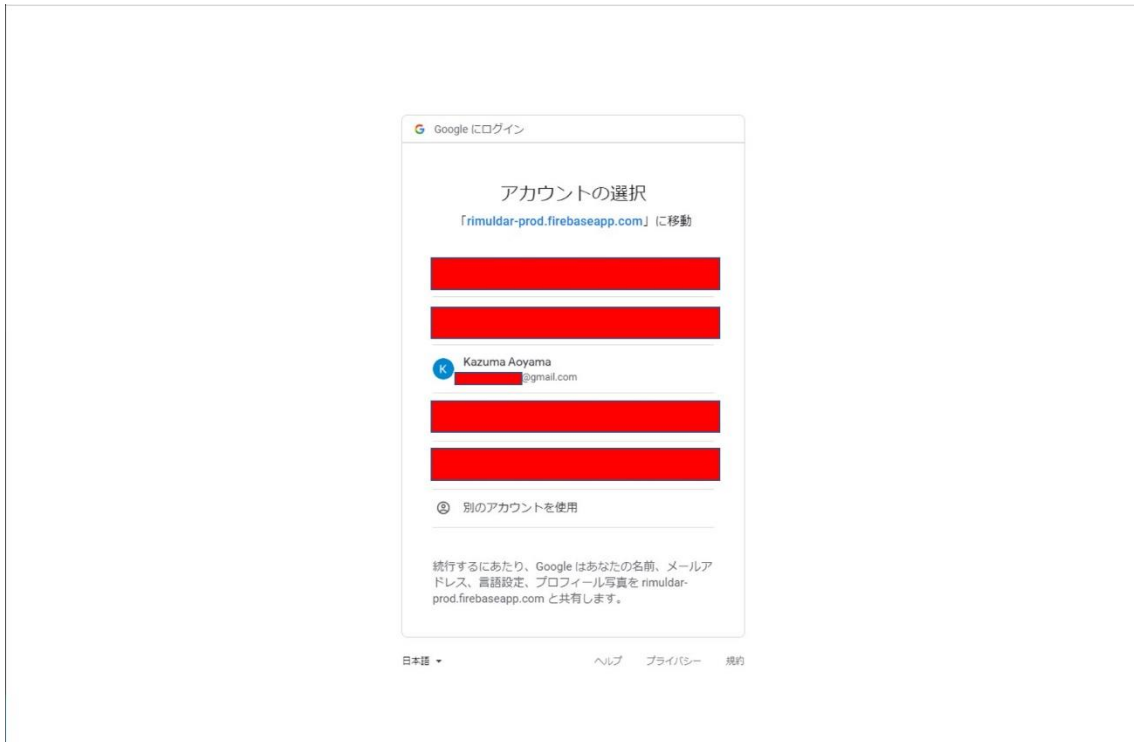 Google にログイン
アカウントの選択
「rimuldar-prod.firebaseapp.com」に移動
K
Kazuma Aoyama
@gmail.com
別のアカウントを使用
続行するにあたり、Google はあなたの名前、メールア
ドレス、言語設定、プロフィール写真を rimuldar-
prod.firebaseapp.com と共有します。
日本語 ヘルプ プライバシー 規約